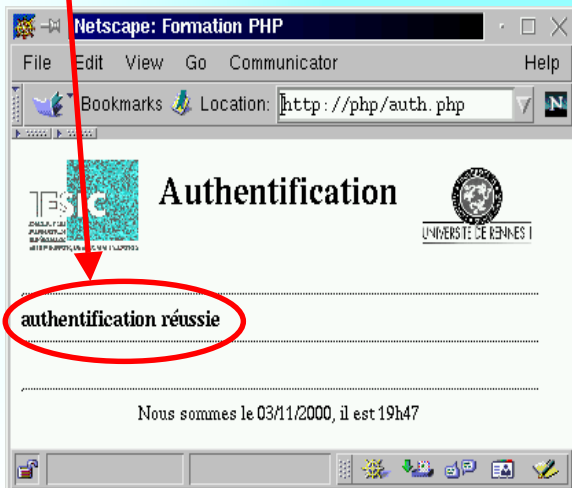 Netscape: Formation PHP
File Edit View Go Communicator Help
Bookmarks Location: http://php/auth.php
N
TESIC
Authentification
UNIVERSITE DE RENNES I
authentification réussie
Nous sommes le 03/11/2000, il est 19h47